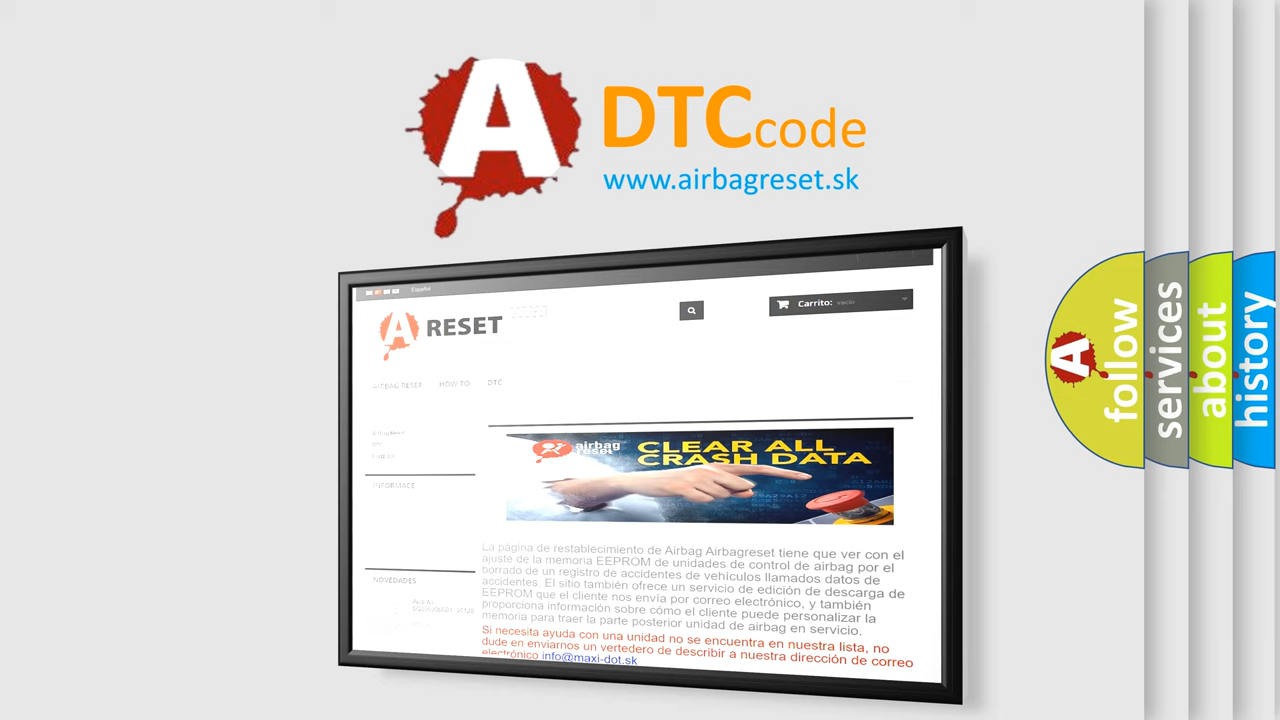 A
DTCcode
www.airbagreset.sk
Español
A RESET
Carrito: vacío
AIRBAG RESET HOW TO DTC
INFORMACE
airbag
reset
CLEAR ALL
CRASH DATA
La página de restablecimiento de Airbag Airbagreset tiene que ver con el
ajuste de la memoria EEPROM de unidades de control de airbag por el
borrado de un registro de accidentes de vehículos llamados datos de
accidentes. El sitio también ofrece un servicio de edición de descarga de
EEPROM que el cliente nos envía por correo electrónico, y también
proporciona información sobre cómo el cliente puede personalizar la
memoria para traer la parte posterior unidad de airbag en servicio.
Si necesita ayuda con una unidad no se encuentra en nuestra lista, no
dude en enviarnos un vertedero de describir a nuestra dirección de correo
electrónico info@maxi-dot.sk
NOVEDADES
A
follow
services
about
history